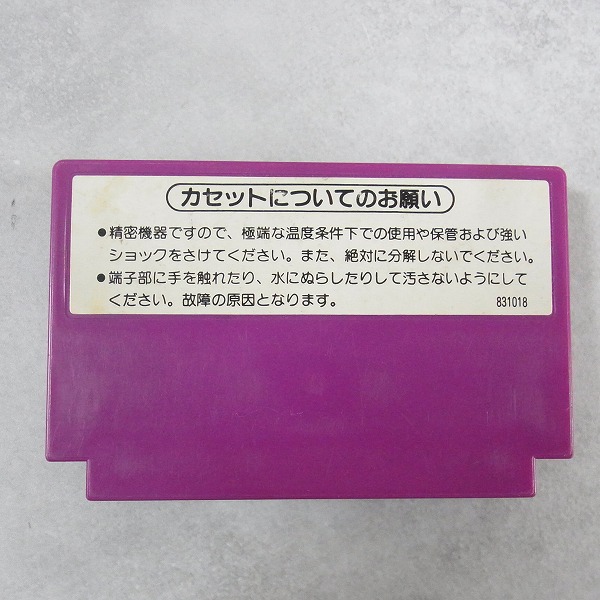 カセットについてのお願い
●精密機器ですので、極端な温度条件下での使用や保管および強い
ショックをさけてください。また、絶対に分解しないでください。
●端子部に手を触れたり、水にぬらしたりして汚さないようにして
ください。故障の原因となります。
831018